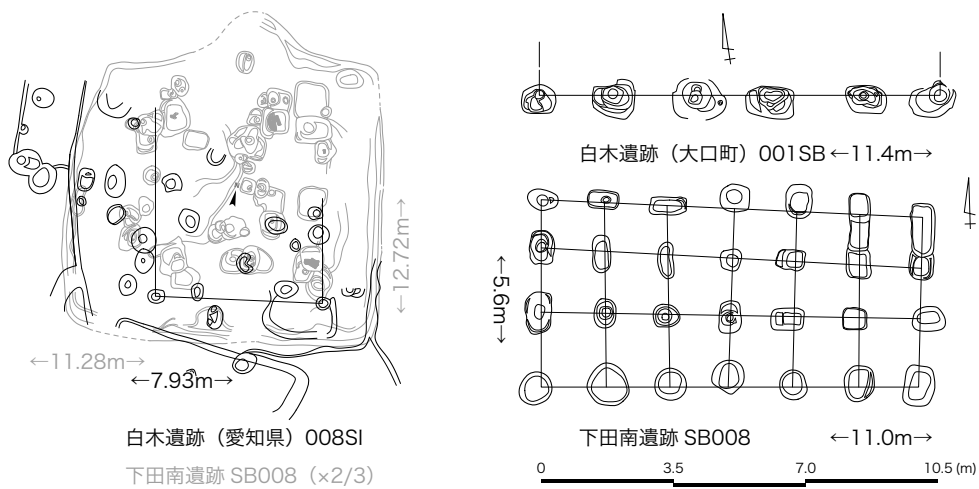 ←12.72m→
←11.28m→
←7.93m→
白木遺跡（愛知県）008SI
下田南遺跡 SB008（×2/3）
白木遺跡（大口町）001SB ←11.4m→
←5.6m→
下田南遺跡 SB008 ←11.0m→
0 3.5 7.0 10.5 (m)